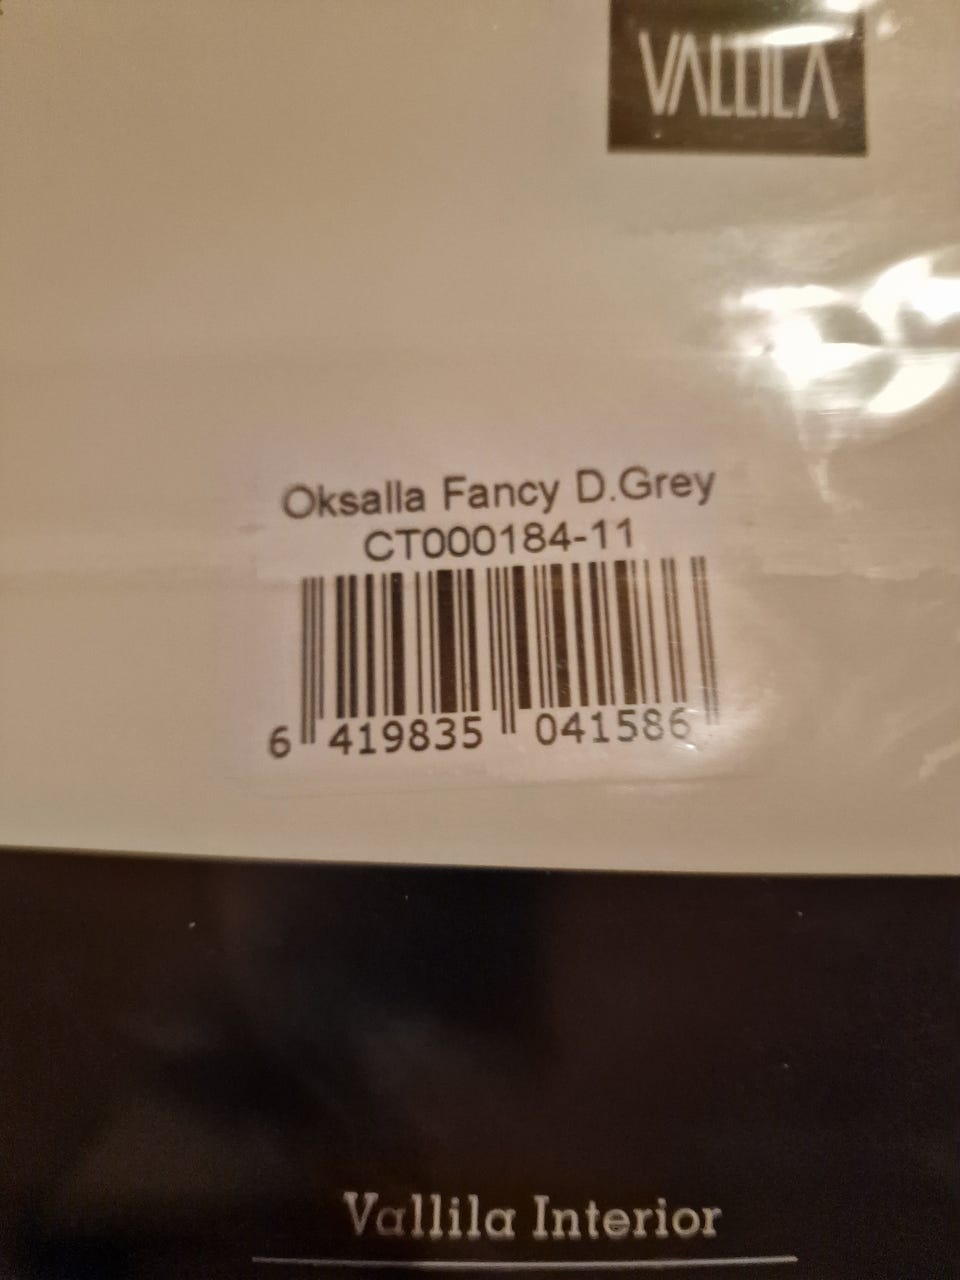 VALLILA
Oksalla Fancy D.Grey
CT000184-11
6 419835 041586
Vallila Interior